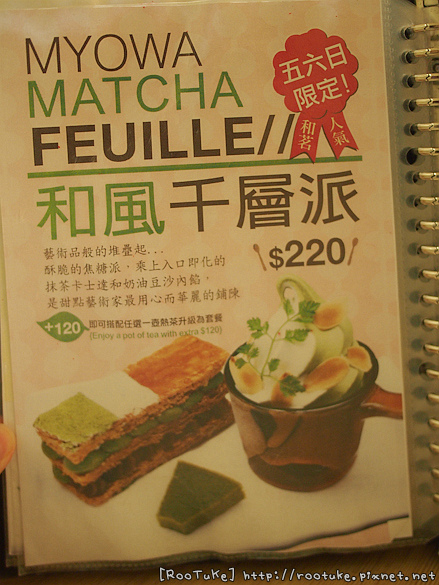 MYOWA
MATCHA
FEUILLE//
五六日
限定!
和茗
人氣
和風千層派
藝術品般的堆疊起...
酥脆的焦糖派,乘上入口即化的
抹茶卡士達和奶油豆沙內餡,
是甜點藝術家最用心而華麗的鋪陳
$220
+120 即可搭配任選一壺熱茶升級為套餐
(Enjoy a pot of tea with extra $120)
[RooTuKe] http://rootuke.pixnet.net